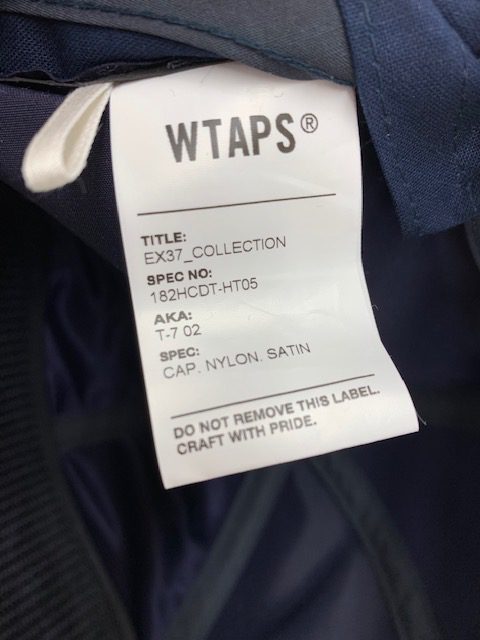 WTAPS®
TITLE:
EX37_COLLECTION
SPEC NO:
182HCDT-HT05
AKA:
T-7 02
SPEC:
CAP. NYLON. SATIN
DO NOT REMOVE THIS LABEL.
CRAFT WITH PRIDE.